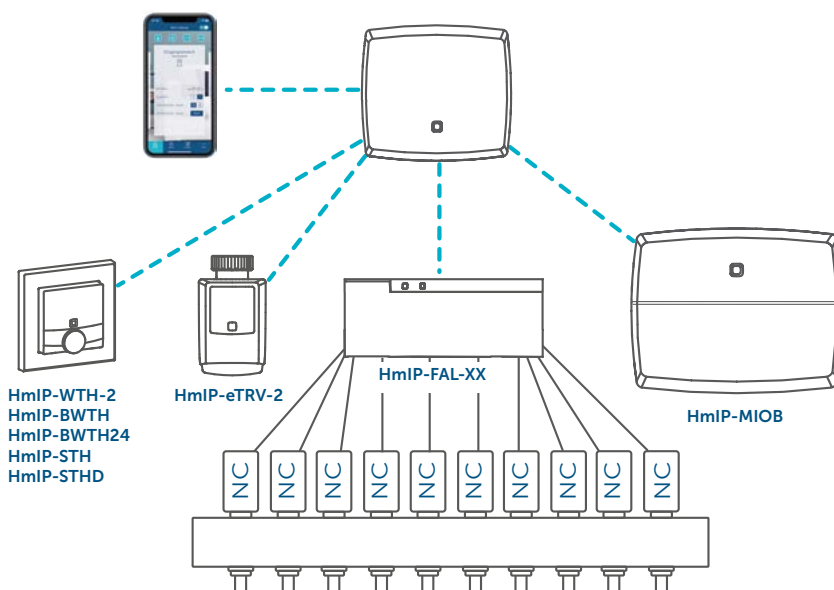 HmIP-WTH-2
HmIP-BWTH
HmIP-BWTH24
HmIP-STH
HmIP-STHD
HmIP-eTRV-2
HmIP-FAL-XX
HmIP-MIOB
NC NC NC NC NC NC NC NC NC NC